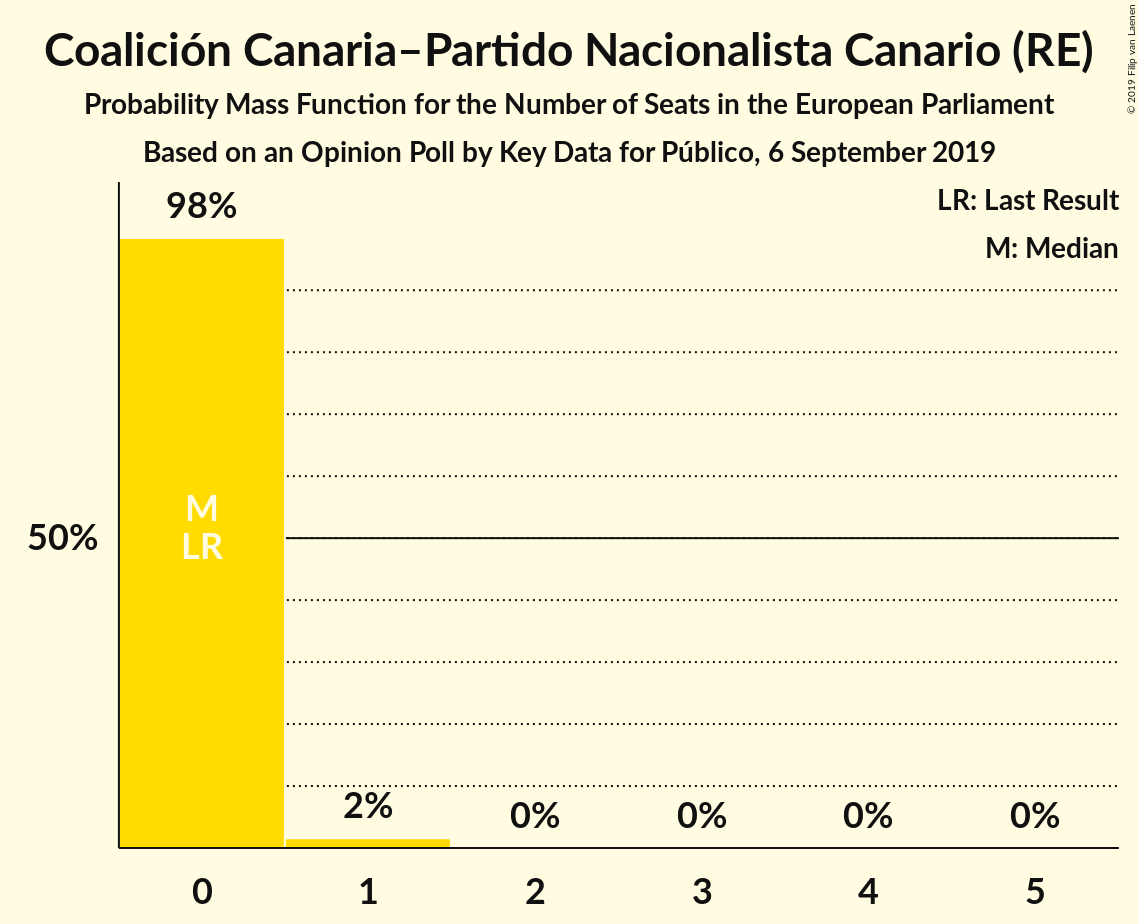 Coalición Canaria–Partido Nacionalista Canario (RE)
Probability Mass Function for the Number of Seats in the European Parliament
Based on an Opinion Poll by Key Data for Público, 6 September 2019
© 2019 Filip van Laenen
LR: Last Result
M: Median
98%
M
LR
50%
2%
0%
0%
0%
0%
0
1
2
3
4
5